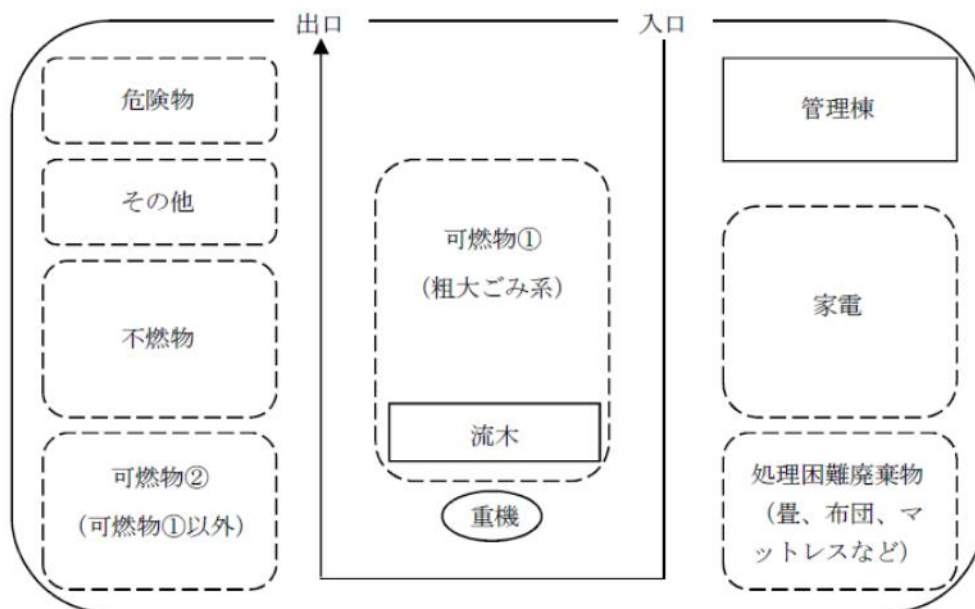 出口
入口
危険物
その他
不燃物
可燃物②
（可燃物①以外）
可燃物①
（粗大ごみ系）
流木
重機
管理棟
家電
処理困難廃棄物
（畳、布団、マ
ットレスなど）